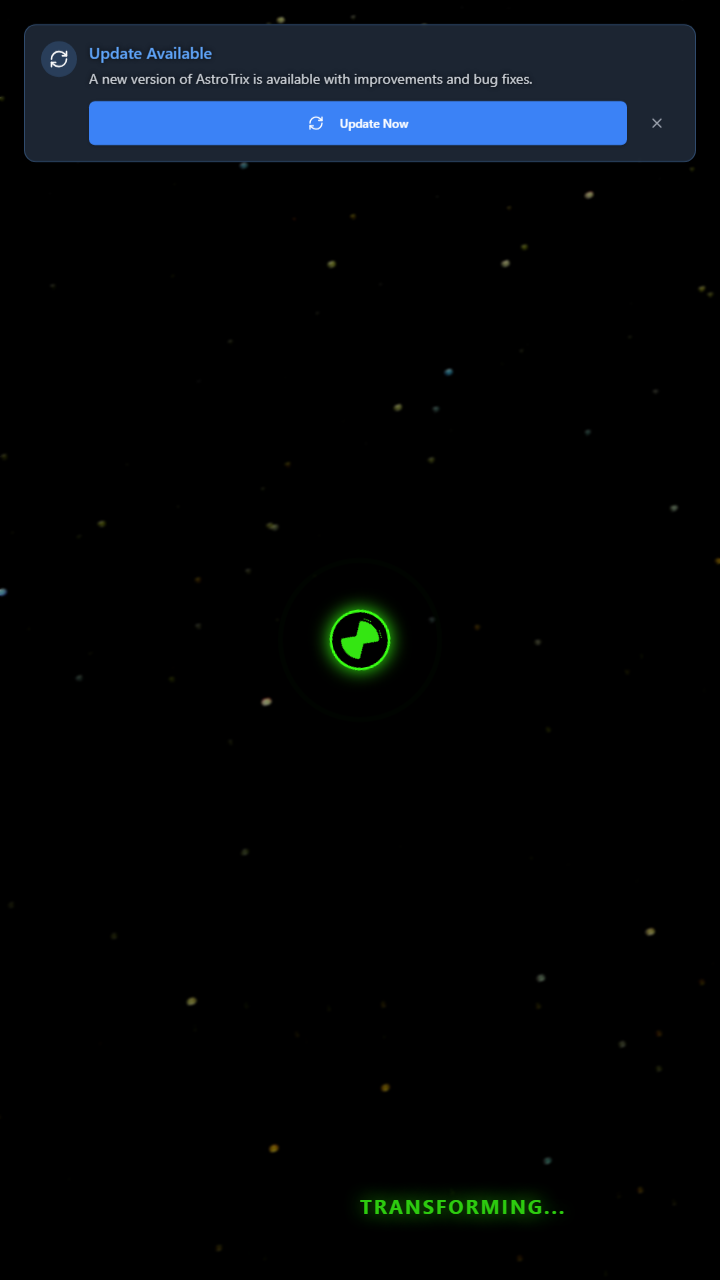 Update Available
A new version of AstroTrix is available with improvements and bug fixes.
Update Now
TRANSFORMING...